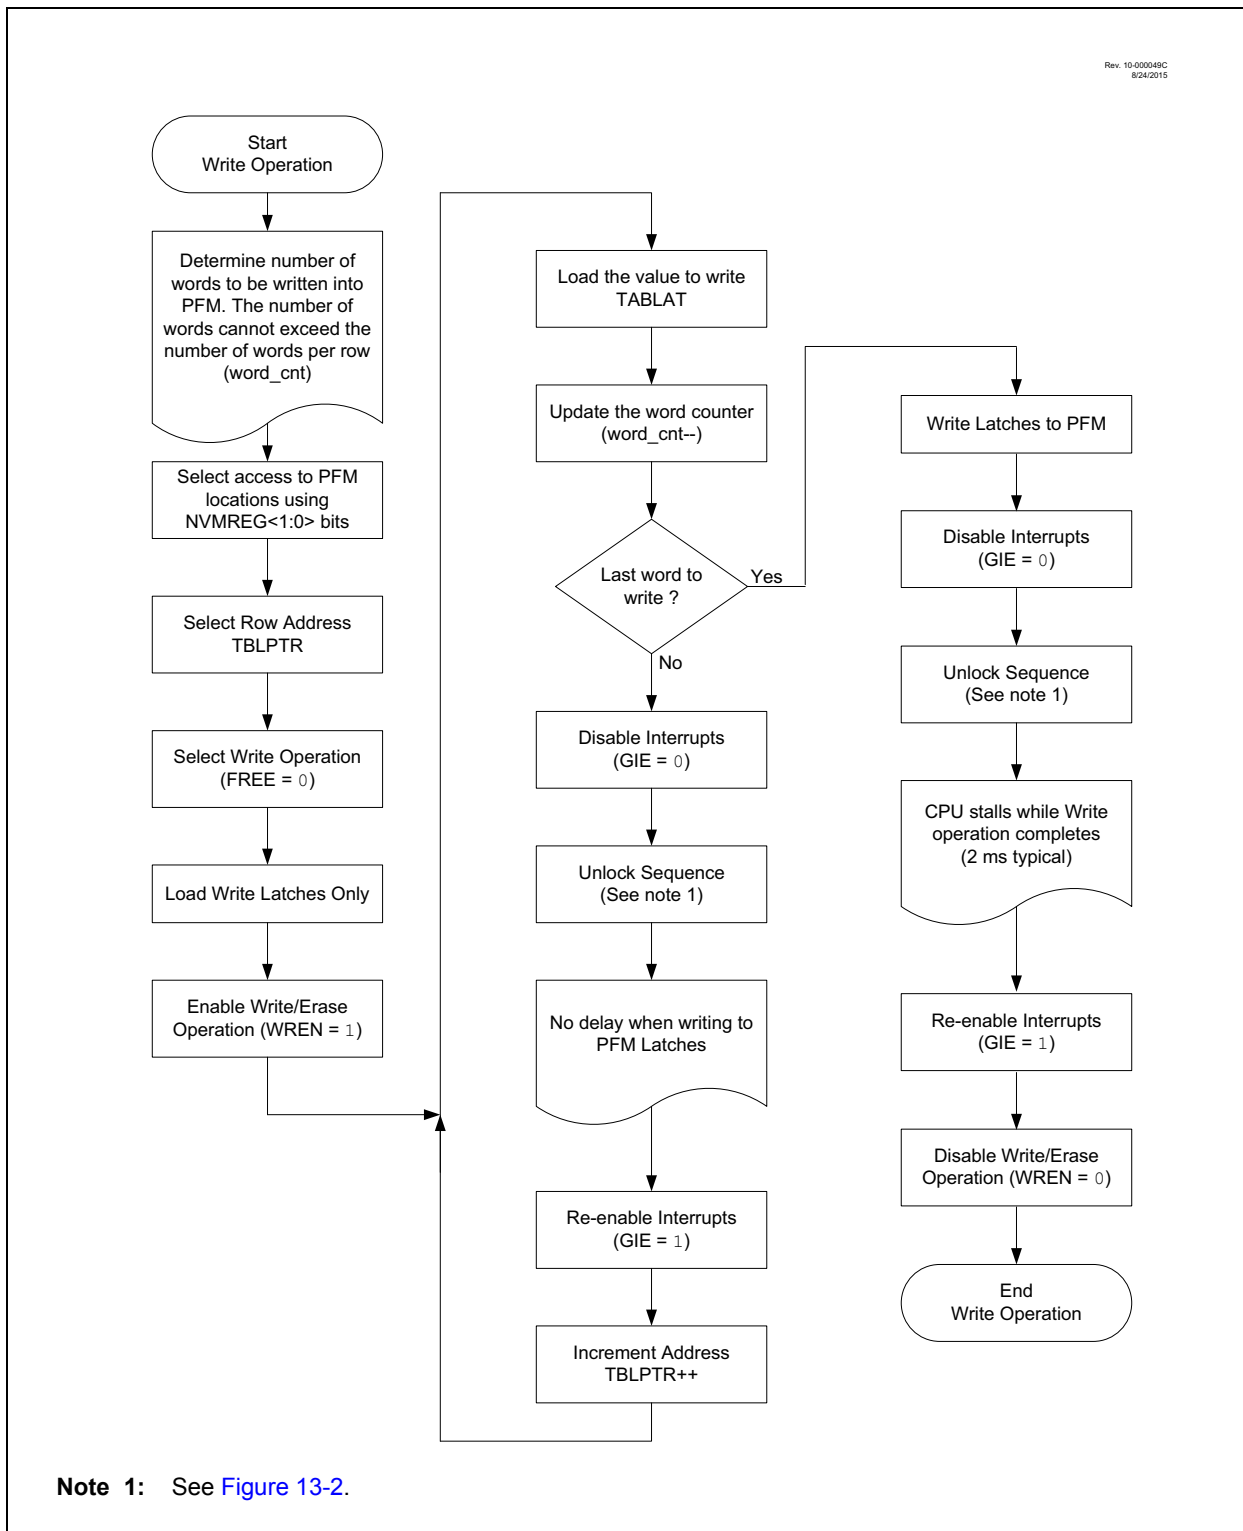 Rev. 10-000049C
8/24/2015
Start
Write Operation
Determine number of
words to be written into
PFM. The number of
words cannot exceed the
number of words per row
(word_cnt)
Select access to PFM
locations using
NVMREG<1:0> bits
Select Row Address
TBLPTR
Select Write Operation
(FREE = 0)
Load Write Latches Only
Enable Write/Erase
Operation (WREN = 1)
Load the value to write
TABLAT
Update the word counter
(word_cnt--)
Last word to
write ?
Yes
No
Disable Interrupts
(GIE = 0)
Unlock Sequence
(See note 1)
No delay when writing to
PFM Latches
Re-enable Interrupts
(GIE = 1)
Increment Address
TBLPTR++
Write Latches to PFM
Disable Interrupts
(GIE = 0)
Unlock Sequence
(See note 1)
CPU stalls while Write
operation completes
(2 ms typical)
Re-enable Interrupts
(GIE = 1)
Disable Write/Erase
Operation (WREN = 0)
End
Write Operation
Note 1: See Figure 13-2.